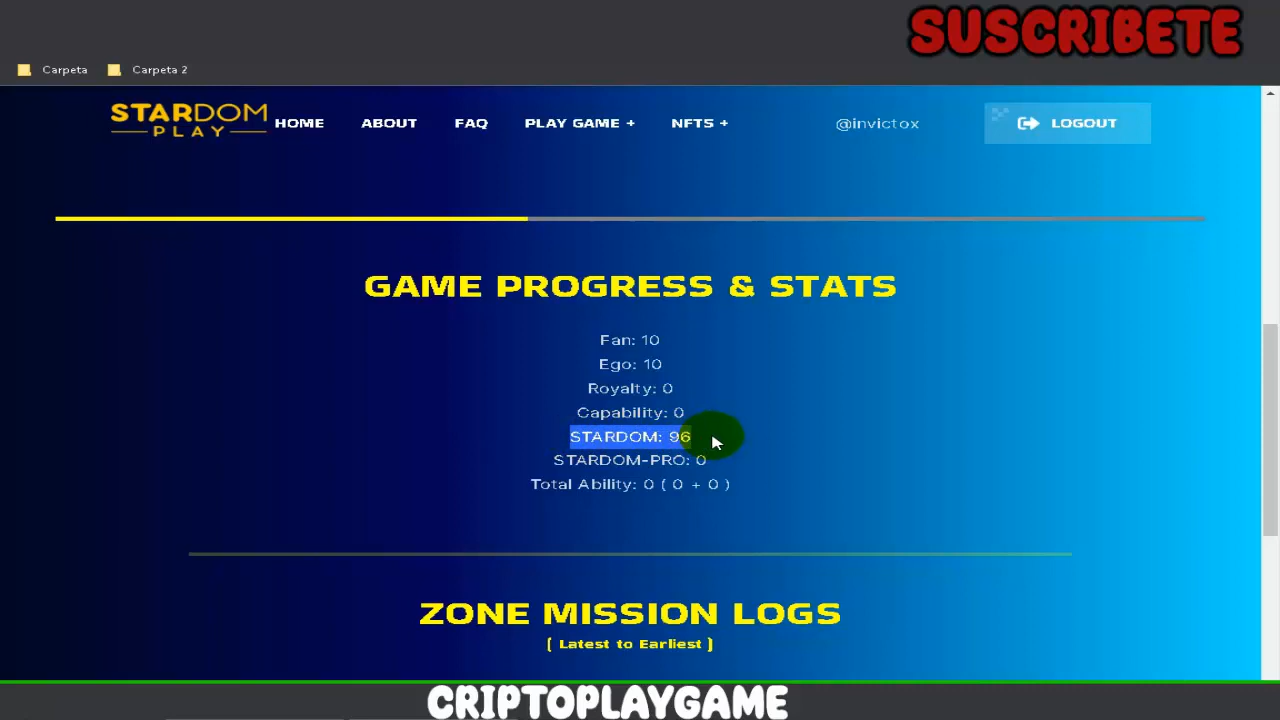 SUSCRIBETE
Carpeta Carpeta 2
STARDOM
PLAY
HOME ABOUT FAQ PLAY GAME + NFTS + @invictox LOGOUT
GAME PROGRESS & STATS
Fan: 10
Ego: 10
Royalty: 0
Capability: 0
STARDOM: 96
STARDOM-PRO: 0
Total Ability: 0 ( 0 + 0 )
ZONE MISSION LOGS
[ Latest to Earliest ]
CRIPTOPLAYGAME